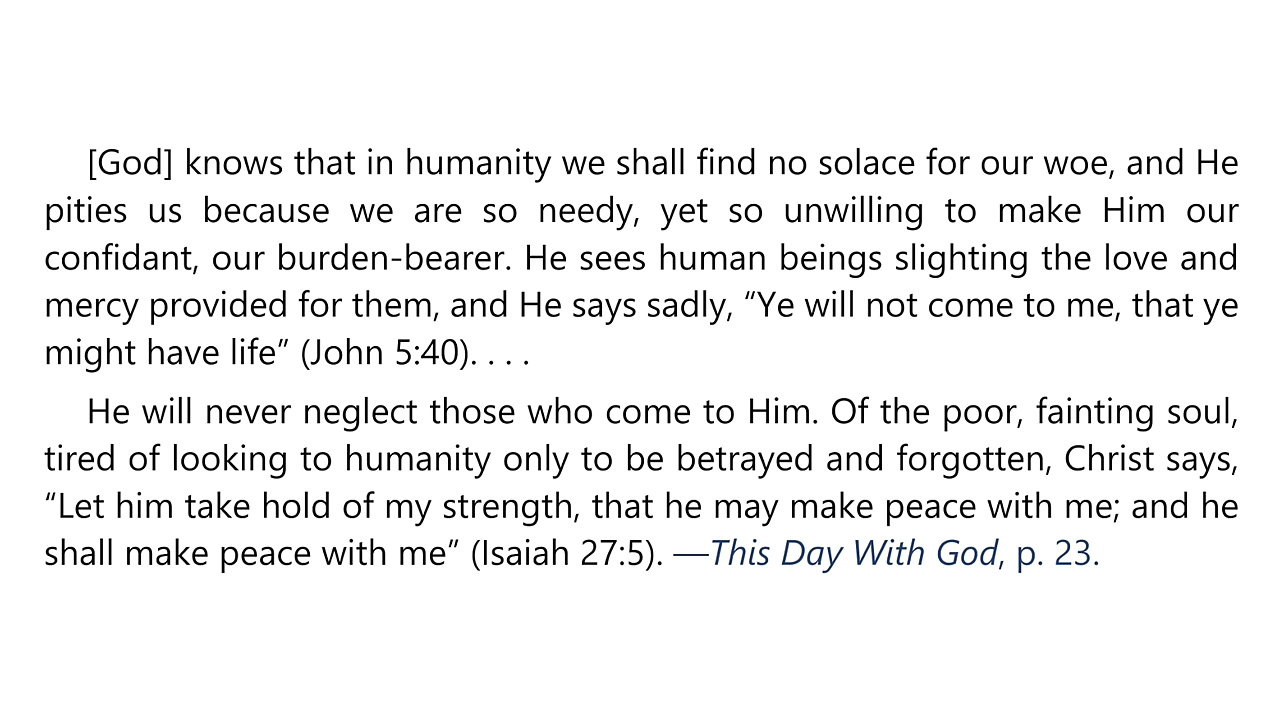 [God] knows that in humanity we shall find no solace for our woe, and He
pities us because we are so needy, yet so unwilling to make Him our
confidant, our burden-bearer. He sees human beings slighting the love and
mercy provided for them, and He says sadly, “Ye will not come to me, that ye
might have life” (John 5:40). . . .
He will never neglect those who come to Him. Of the poor, fainting soul,
tired of looking to humanity only to be betrayed and forgotten, Christ says,
“Let him take hold of my strength, that he may make peace with me; and he
shall make peace with me” (Isaiah 27:5). —This Day With God, p. 23.